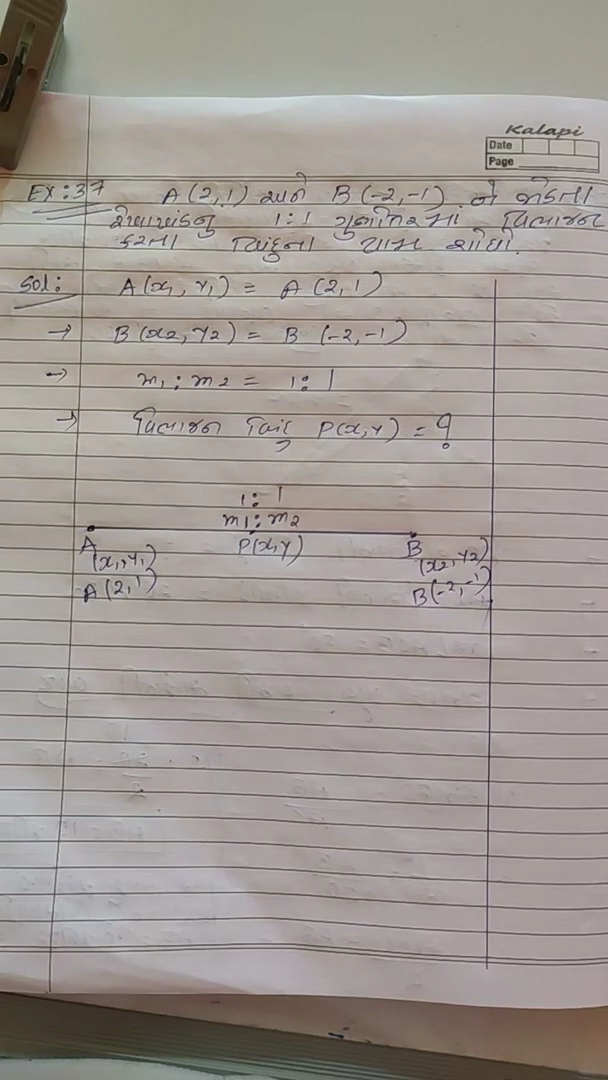 Kalapi
Date
Page
Ex:37 A(2,1) અને B(-2,-1) ને જોડતા
રેખાખંડનું 1:1 ગુણોત્તરમાં વિભાજન
કરતા બિંદુના યામ શોધો.
Sol: A(x1, Y1) = A(2,1)
→ B(x2, Y2) = B (-2,-1)
→ m1 : m2 = 1:1
→ વિભાજન બિંદુ P(x,Y) = ?
1:1
m1:m2
A P(x,Y) B
(x1, Y1) (x2, Y2)
A(2,1) B(-2,-1)